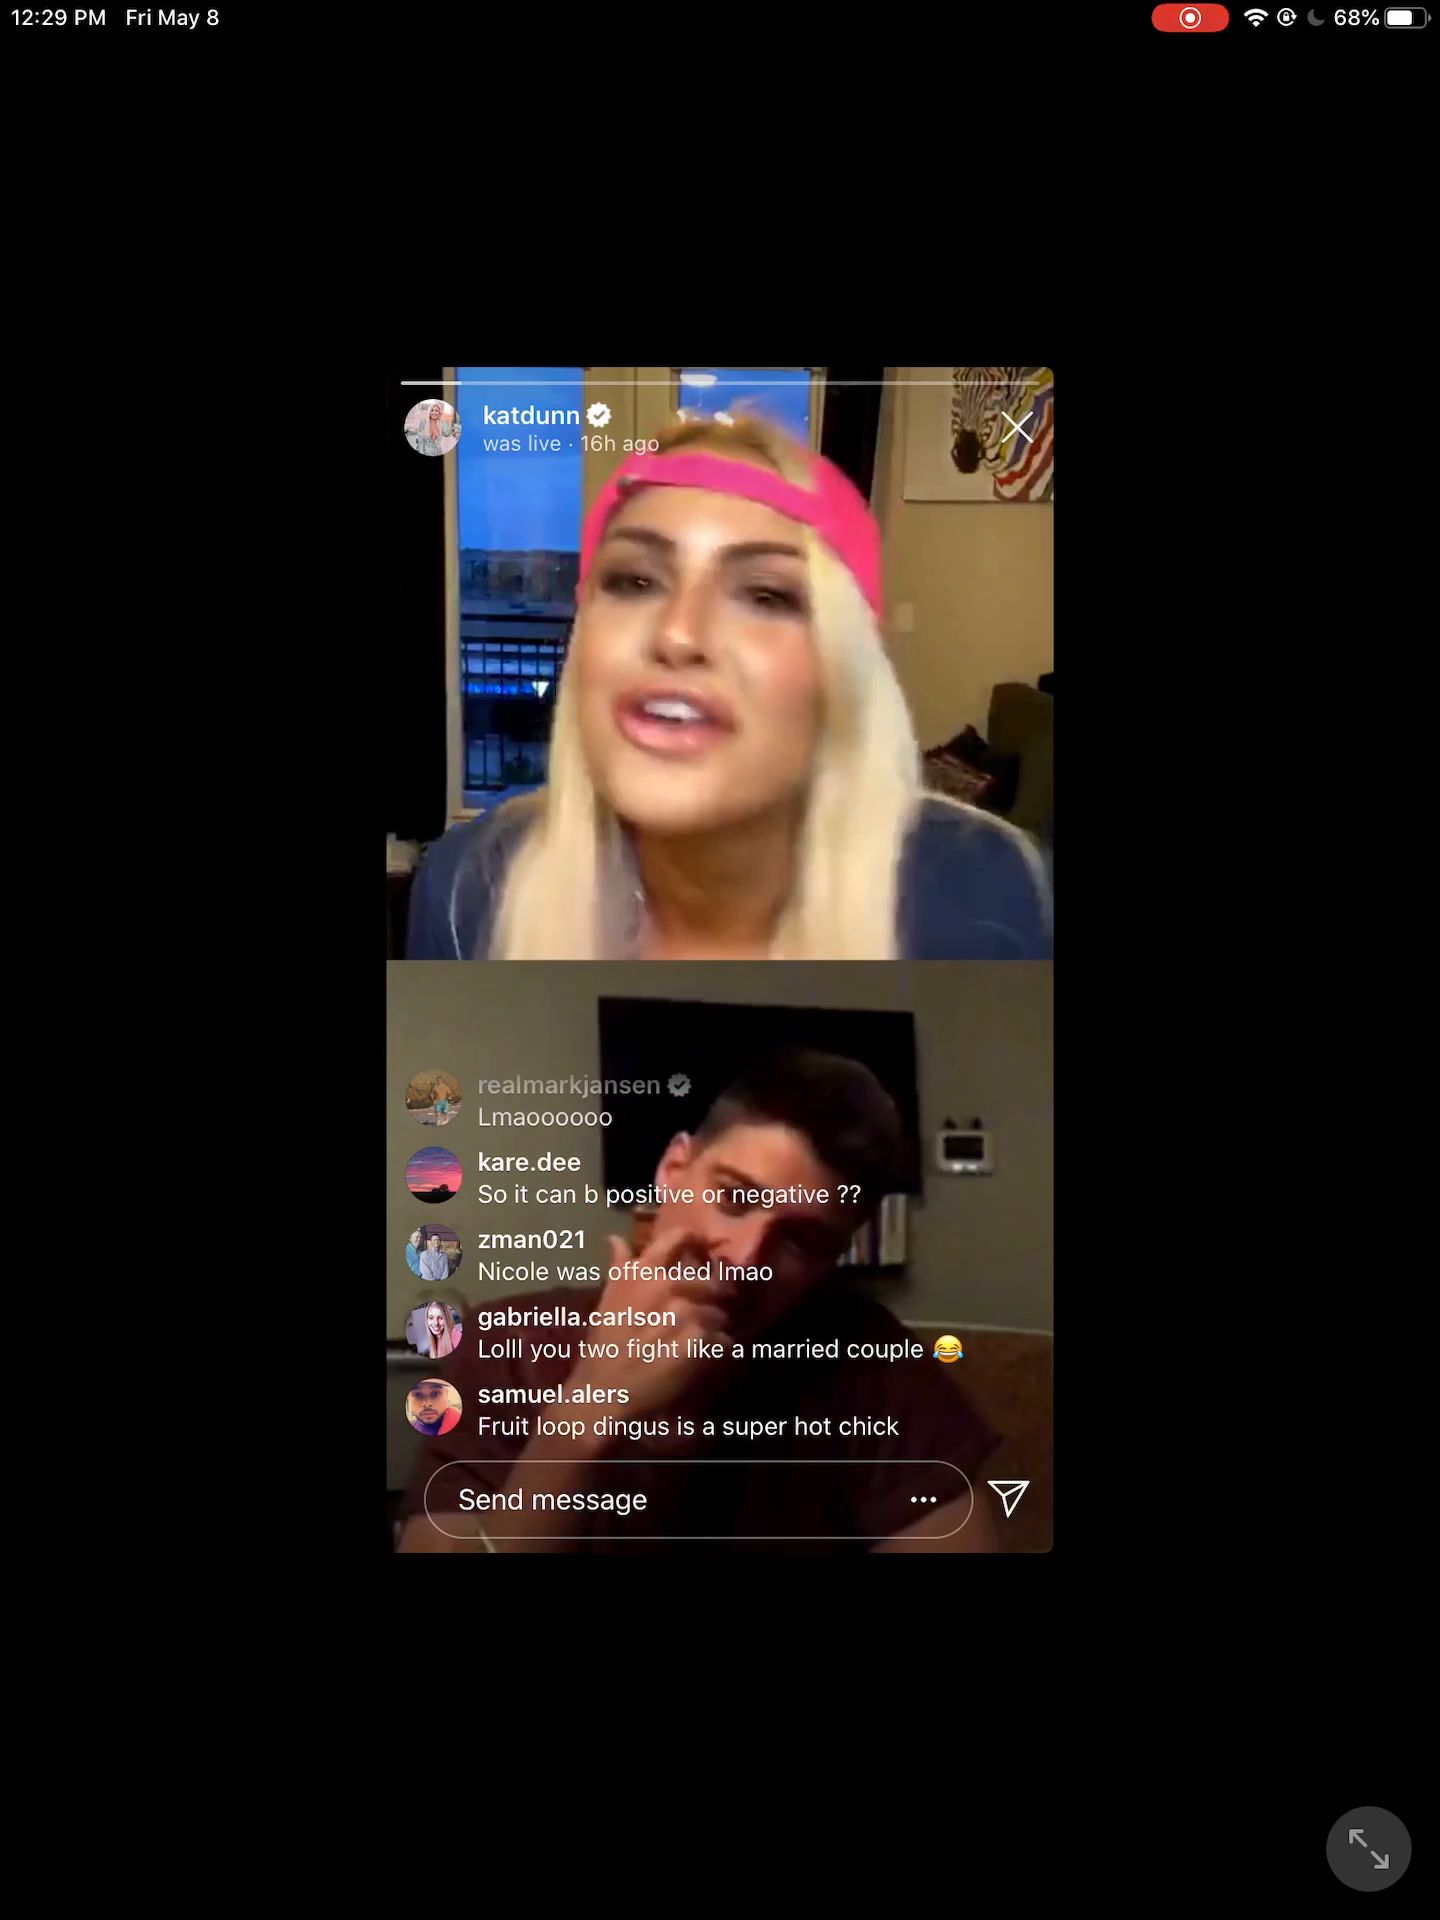 12:29 PM Fri May 8 68%
katdunn
was live · 16h ago
realmarkjansen
Lmaoooooo
kare.dee
So it can b positive or negative ??
zman021
Nicole was offended lmao
gabriella.carlson
Lolll you two fight like a married couple 😂
samuel.alers
Fruit loop dingus is a super hot chick
Send message